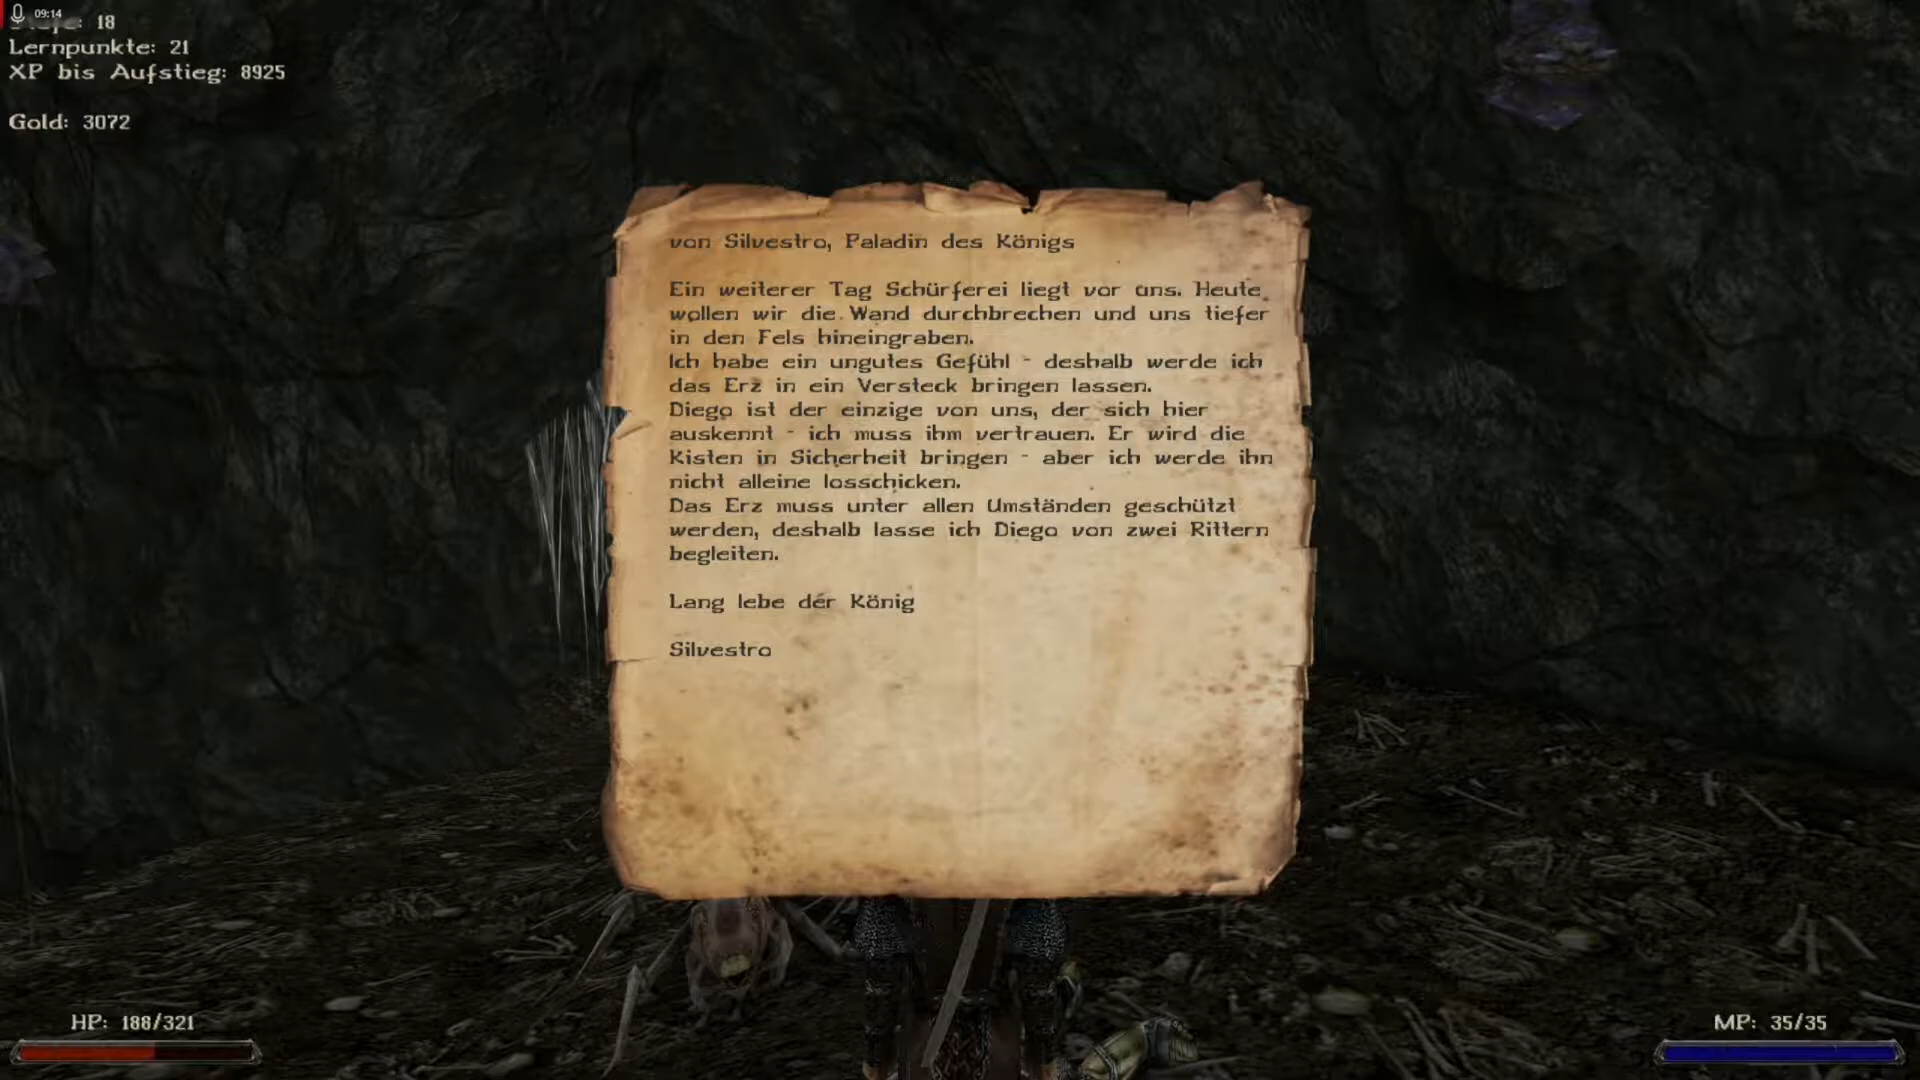 09:14
: 18
Lernpunkte: 21
XP bis Aufstieg: 8925
Gold: 3072
von Silvestro, Paladin des Königs
Ein weiterer Tag Schürferei liegt vor uns. Heute
wollen wir die Wand durchbrechen und uns tiefer
in den Fels hineingraben.
Ich habe ein ungutes Gefühl - deshalb werde ich
das Erz in ein Versteck bringen lassen.
Diego ist der einzige von uns, der sich hier
auskennt - ich muss ihm vertrauen. Er wird die
Kisten in Sicherheit bringen - aber ich werde ihn
nicht alleine losschicken.
Das Erz muss unter allen Umständen geschützt
werden, deshalb lasse ich Diego von zwei Rittern
begleiten.
Lang lebe der König
Silvestro
HP: 188/321
MP: 35/35